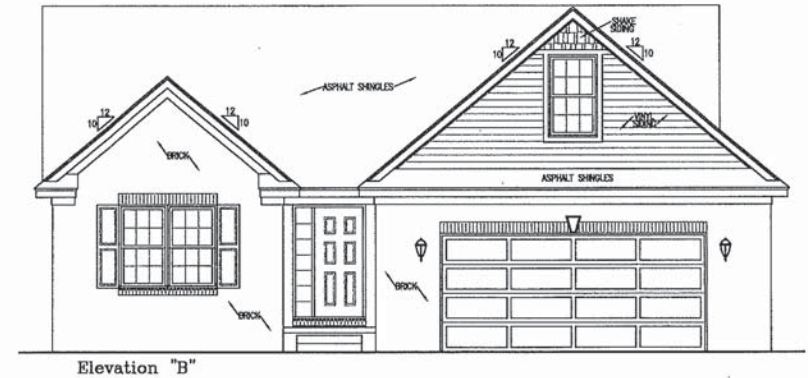 SHAKE
SIDING
12
10
12
10
ASPHALT SHINGLES
12
10
12
10
VINYL
SIDING
BRICK
ASPHALT SHINGLES
BRICK
BRICK
Elevation "B"